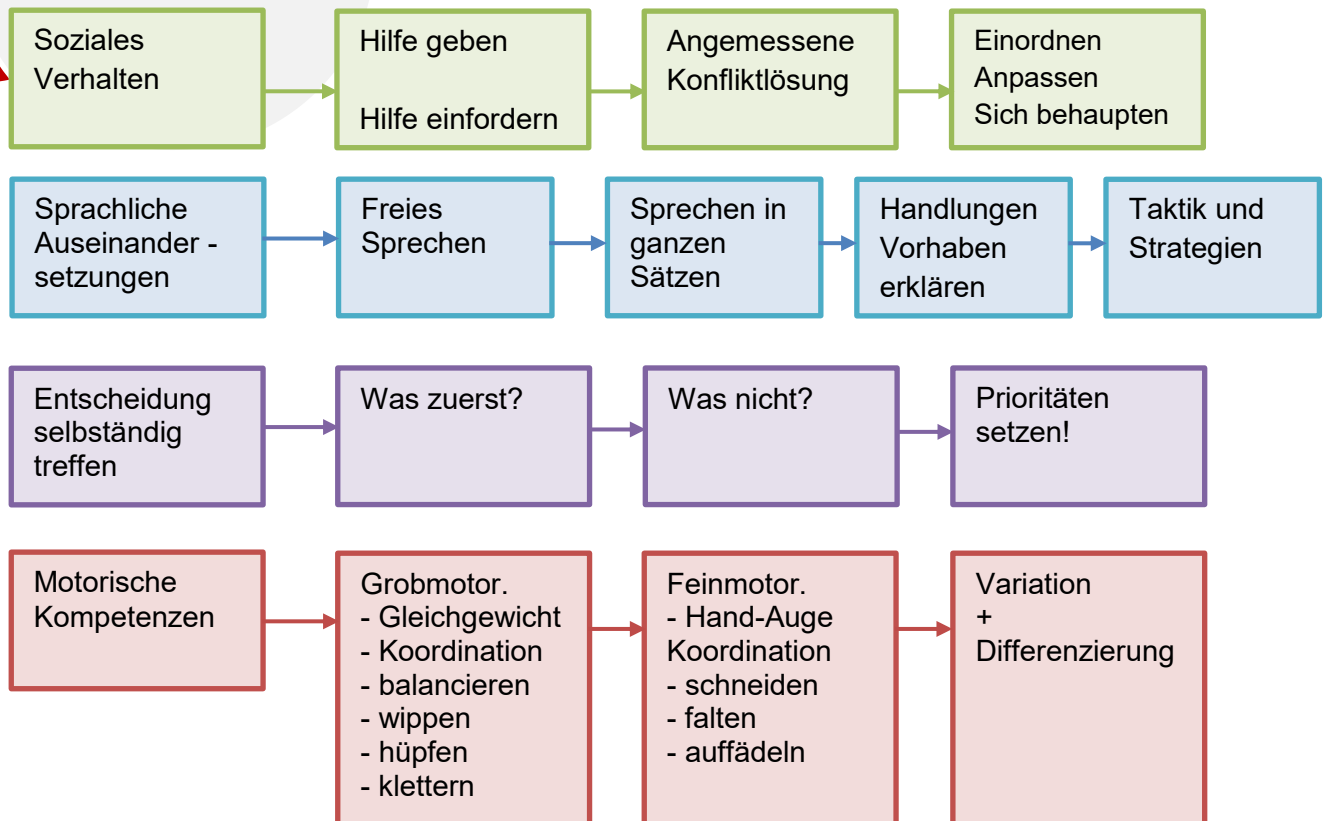 Soziales
Verhalten
Hilfe geben
Hilfe einfordern
Angemessene
Konfliktlösung
Einordnen
Anpassen
Sich behaupten
Sprachliche
Auseinander -
setzungen
Freies
Sprechen
Sprechen in
ganzen
Sätzen
Handlungen
Vorhaben
erklären
Taktik und
Strategien
Entscheidung
selbständig
treffen
Was zuerst?
Was nicht?
Prioritäten
setzen!
Motorische
Kompetenzen
Grobmotor.
- Gleichgewicht
- Koordination
- balancieren
- wippen
- hüpfen
- klettern
Feinmotor.
- Hand-Auge
Koordination
- schneiden
- falten
- auffädeln
Variation
+
Differenzierung